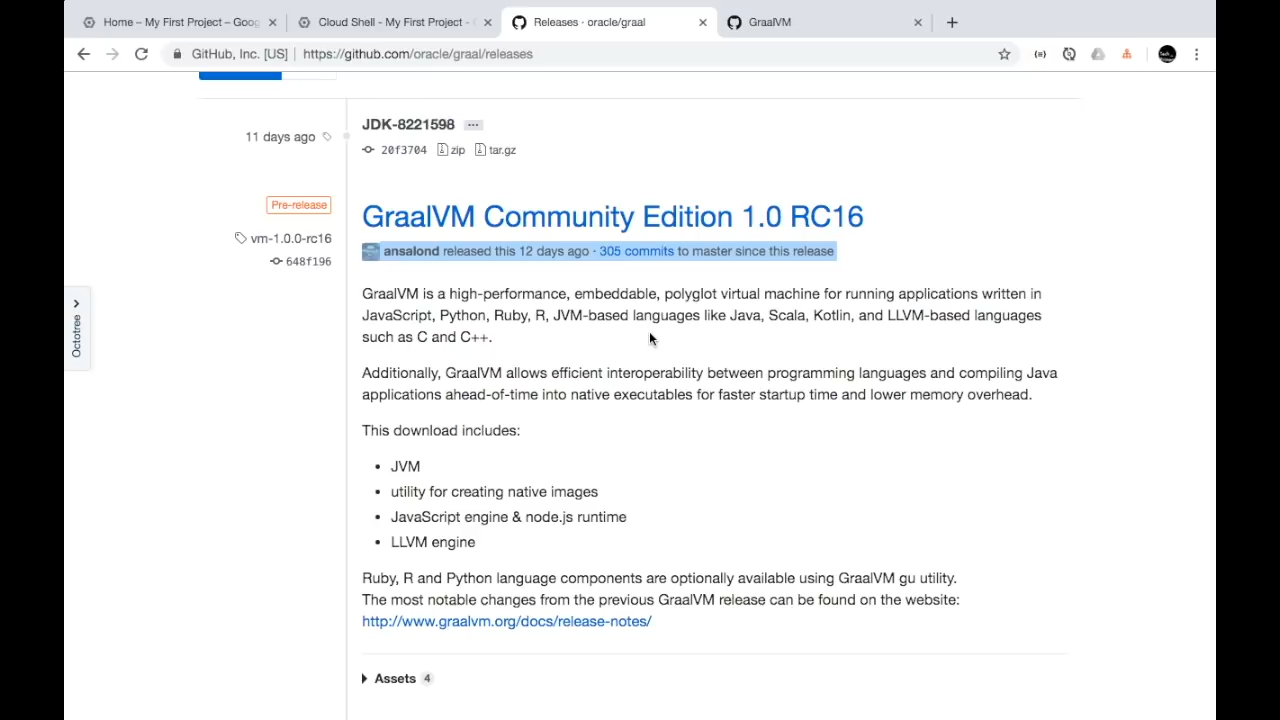 Home – My First Project – Goog
Cloud Shell - My First Project -
Releases · oracle/graal
GraalVM
GitHub, Inc. [US] | https://github.com/oracle/graal/releases
11 days ago
JDK-8221598 ...
20f3704 zip tar.gz
Pre-release
vm-1.0.0-rc16
648f196
Octotree
GraalVM Community Edition 1.0 RC16
ansalond released this 12 days ago · 305 commits to master since this release
GraalVM is a high-performance, embeddable, polyglot virtual machine for running applications written in
JavaScript, Python, Ruby, R, JVM-based languages like Java, Scala, Kotlin, and LLVM-based languages
such as C and C++.
Additionally, GraalVM allows efficient interoperability between programming languages and compiling Java
applications ahead-of-time into native executables for faster startup time and lower memory overhead.
This download includes:
• JVM
• utility for creating native images
• JavaScript engine & node.js runtime
• LLVM engine
Ruby, R and Python language components are optionally available using GraalVM gu utility.
The most notable changes from the previous GraalVM release can be found on the website:
http://www.graalvm.org/docs/release-notes/
Assets 4